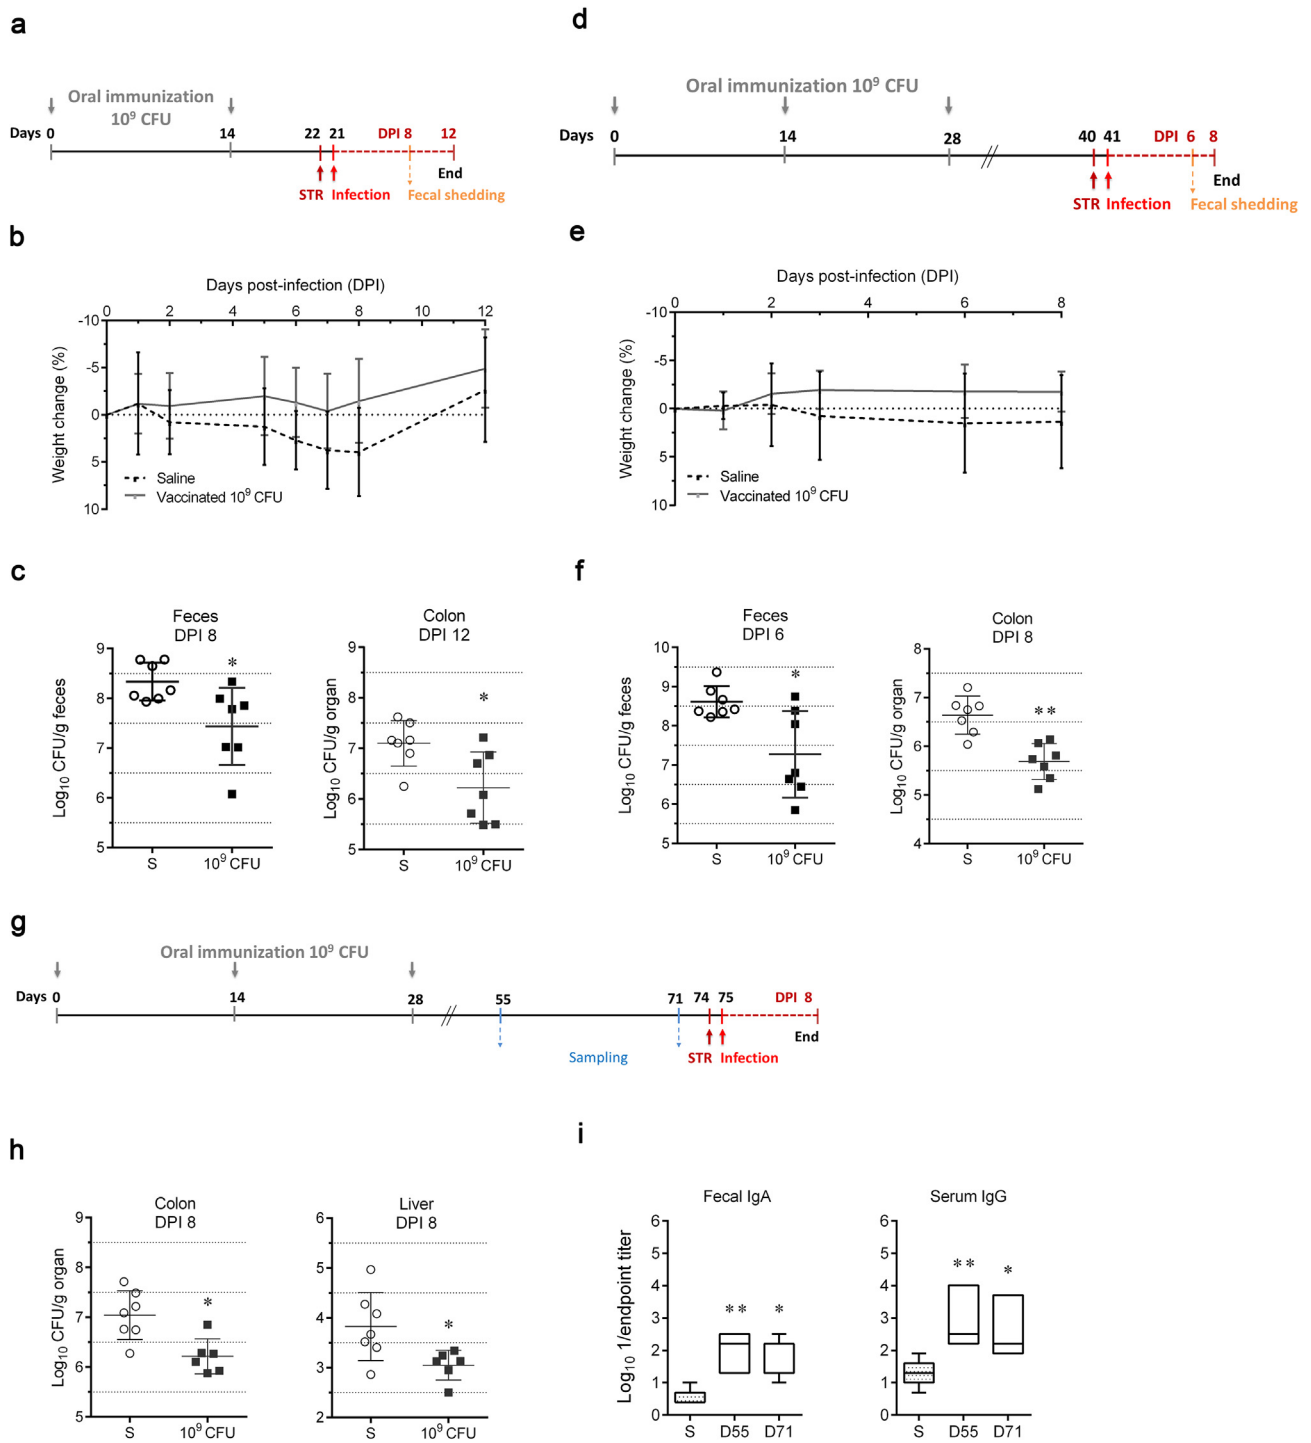 a
Oral immunization
10⁹ CFU
Days 0 14 22 21 DPI 8 12
End
STR Infection Fecal shedding
b
Days post-infection (DPI)
0 2 4 6 8 10 12
-10
-5
0
5
10
Weight change (%)
Saline
Vaccinated 10⁹ CFU
c
Feces
DPI 8
9
8
7
6
5
Log₁₀ CFU/g feces
S 10⁹ CFU
Colon
DPI 12
9
8
7
6
5
Log₁₀ CFU/g organ
*
*
S 10⁹ CFU
d
Oral immunization 10⁹ CFU
Days 0 14 28 40 41 DPI 6 8
End
STR Infection Fecal shedding
e
Days post-infection (DPI)
0 2 4 6 8
-10
-5
0
5
10
Weight change (%)
Saline
Vaccinated 10⁹ CFU
f
Feces
DPI 6
10
9
8
7
6
5
Log₁₀ CFU/g feces
*
S 10⁹ CFU
Colon
DPI 8
8
7
6
5
4
Log₁₀ CFU/g organ
**
S 10⁹ CFU
g
Oral immunization 10⁹ CFU
Days 0 14 28 55 71 74 75 DPI 8
End
Sampling STR Infection
h
Colon
DPI 8
9
8
7
6
5
Log₁₀ CFU/g organ
*
S 10⁹ CFU
Liver
DPI 8
6
5
4
3
2
*
S 10⁹ CFU
i
Fecal IgA
6
5
4
3
2
1
0
Log₁₀ 1/endpoint titer
** *
S D55 D71
Serum IgG
6
5
4
3
2
1
0
** *
S D55 D71